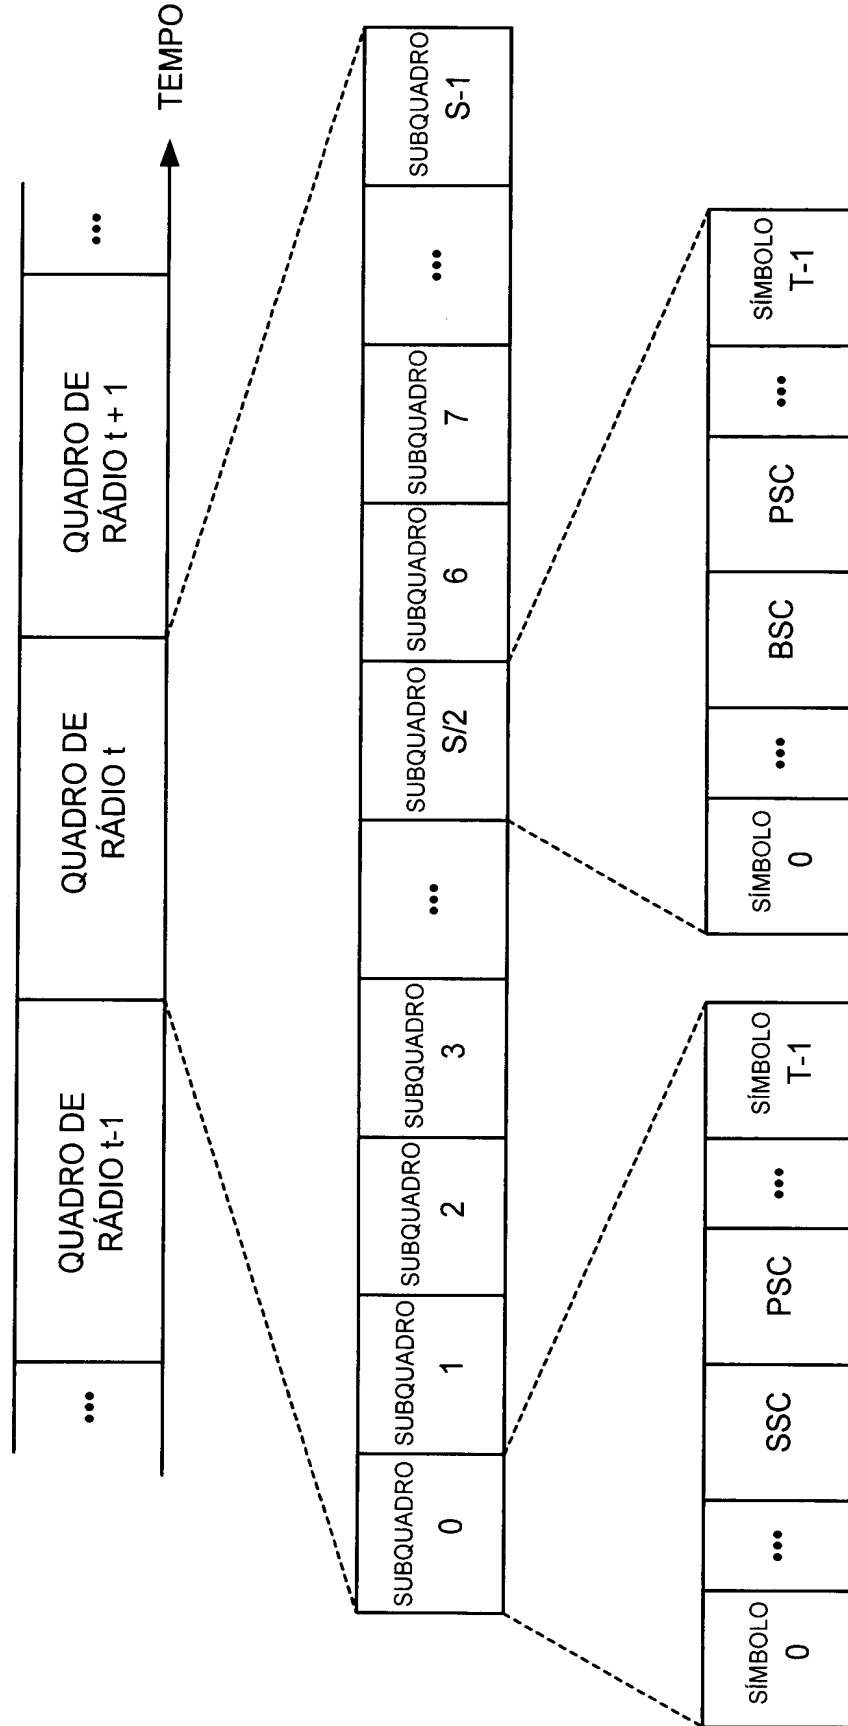 •••
QUADRO DE
RÁDIO t-1
QUADRO DE
RÁDIO t
QUADRO DE
RÁDIO t + 1
•••
TEMPO
SUBQUADRO
0
SUBQUADRO
1
SUBQUADRO
2
SUBQUADRO
3
•••
SUBQUADRO
S/2
SUBQUADRO
6
SUBQUADRO
7
•••
SUBQUADRO
S-1
SÍMBOLO
0
•••
SSC
PSC
•••
SÍMBOLO
T-1
SÍMBOLO
0
•••
BSC
PSC
•••
SÍMBOLO
T-1